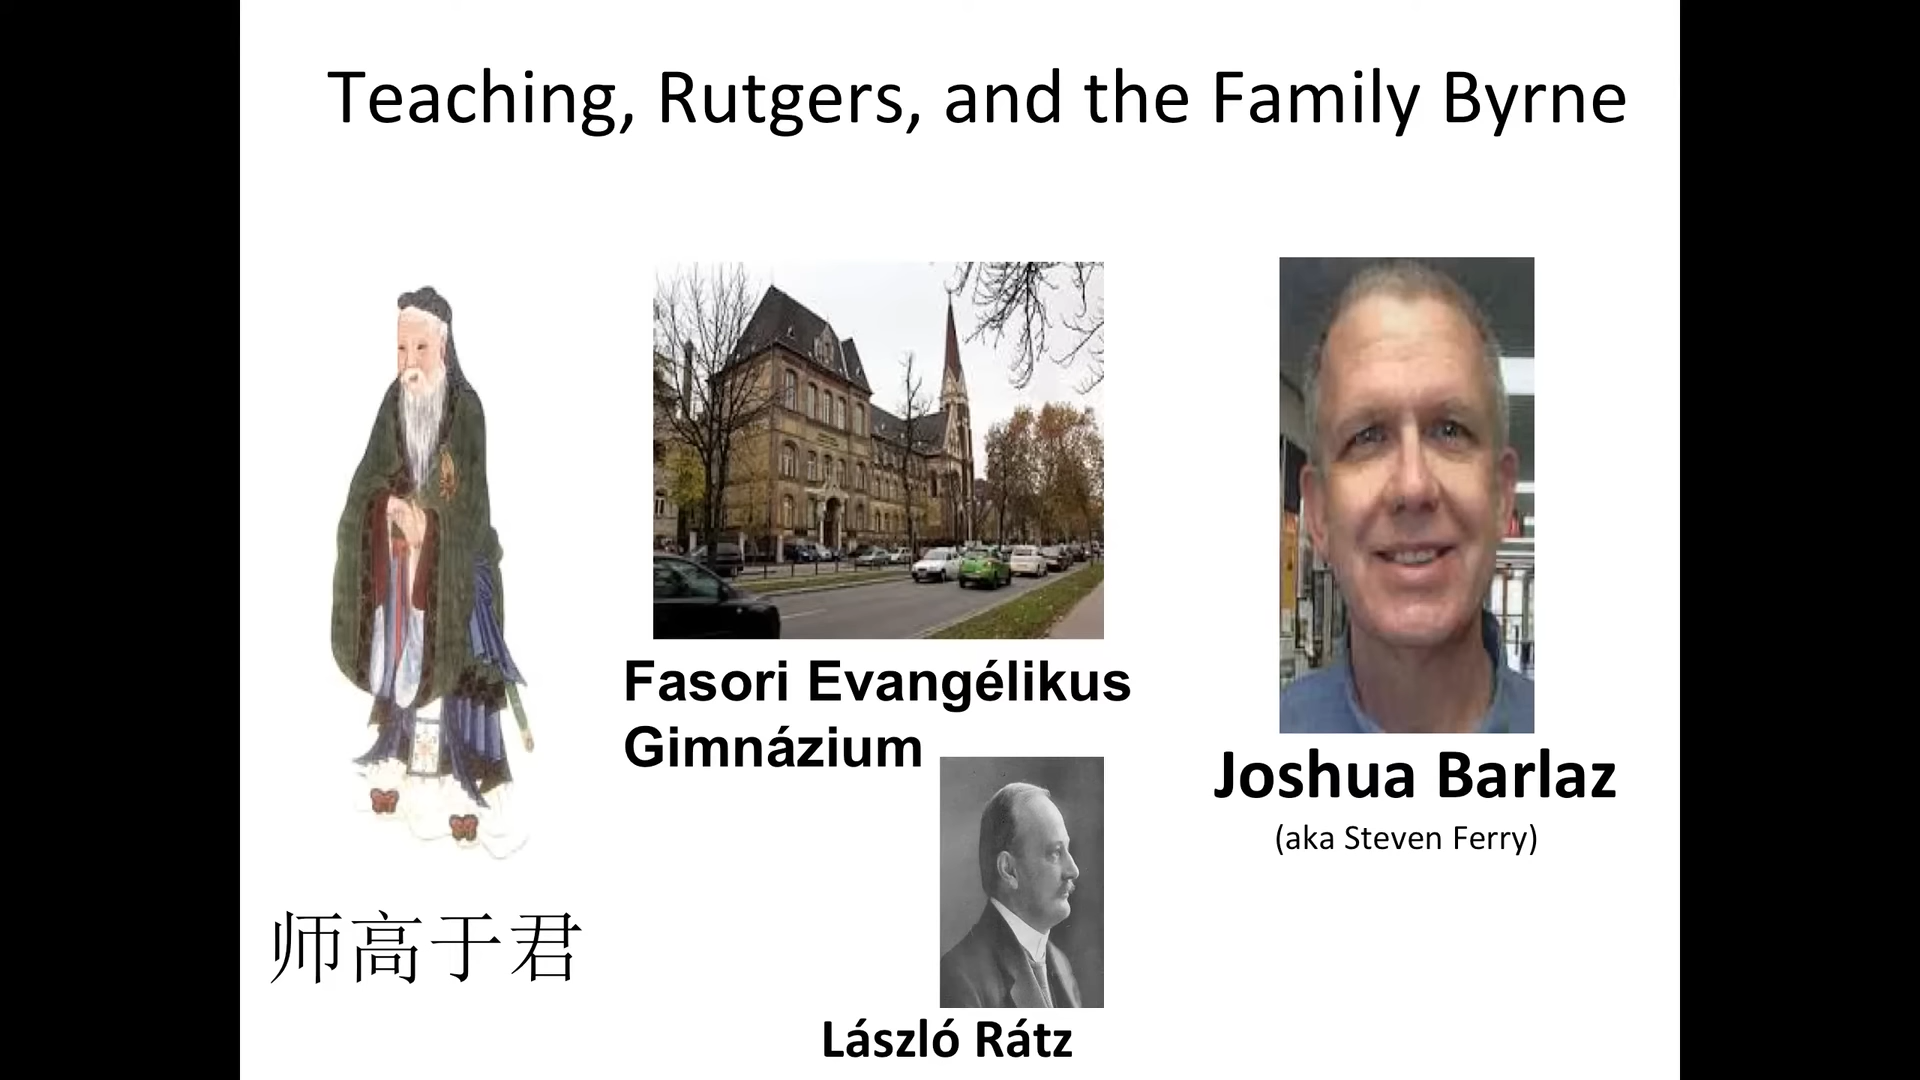 Teaching, Rutgers, and the Family Byrne
Fasori Evangélikus
Gimnázium
Joshua Barlaz
(aka Steven Ferry)
师高于君
László Rátz